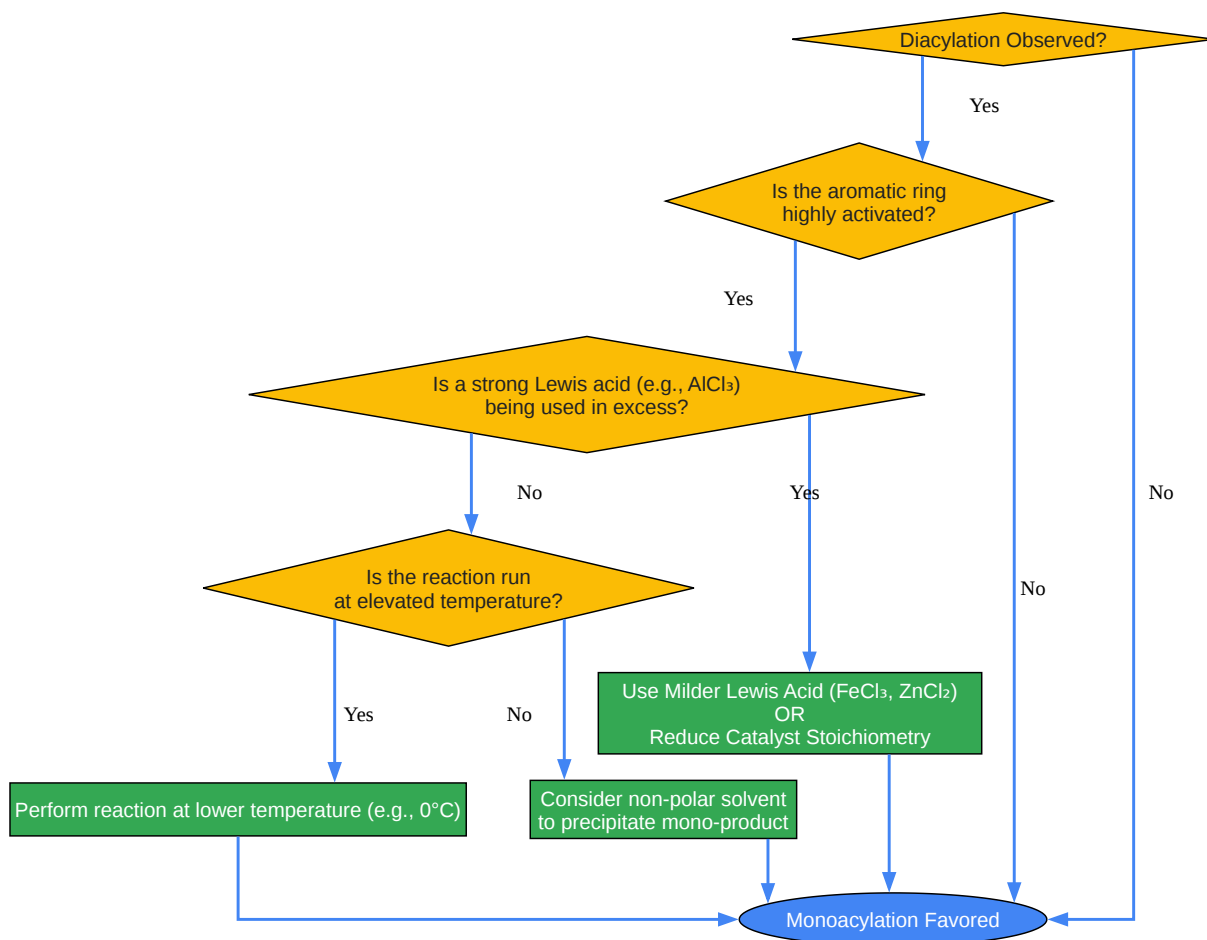 Diacylation Observed?
Yes
Is the aromatic ring
highly activated?
Yes
Is a strong Lewis acid (e.g., AlCl₃)
being used in excess?
No
Yes
No
Is the reaction run
at elevated temperature?
No
Use Milder Lewis Acid (FeCl₃, ZnCl₂)
OR
Reduce Catalyst Stoichiometry
Yes
No
Perform reaction at lower temperature (e.g., 0°C)
Consider non-polar solvent
to precipitate mono-product
Monoacylation Favored